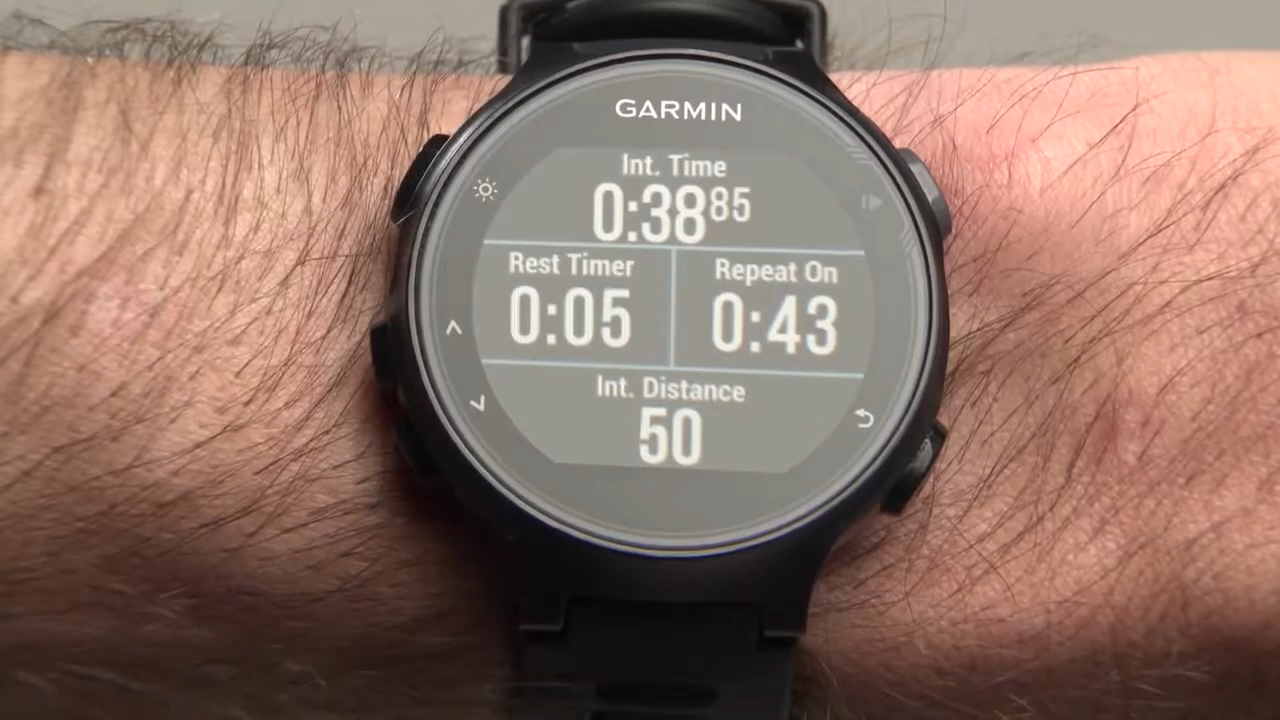 GARMIN
Int. Time
0:3885
Rest Timer
Repeat On
0:05
0:43
Int. Distance
50